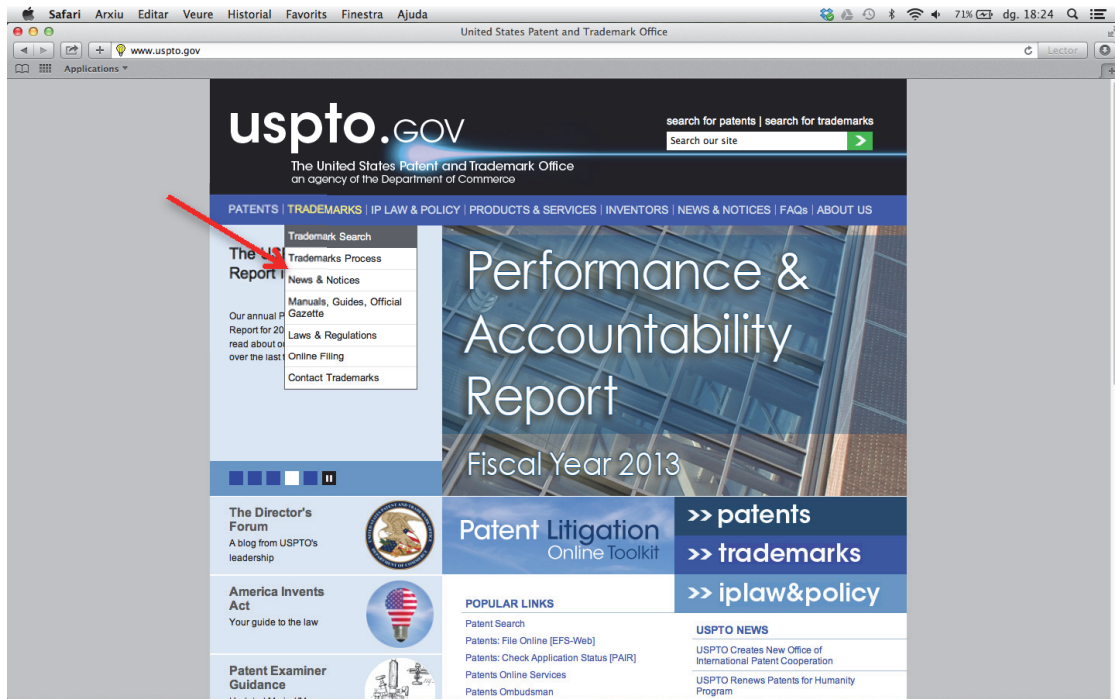 Safari Arxiu Editar Veure Historial Favorits Finestra Ajuda
71% dg. 18:24
United States Patent and Trademark Office
www.uspto.gov
Lector
Applications
uspto.GOV
The United States Patent and Trademark Office
an agency of the Department of Commerce
search for patents | search for trademarks
Search our site
PATENTS | TRADEMARKS | IP LAW & POLICY | PRODUCTS & SERVICES | INVENTORS | NEWS & NOTICES | FAQs | ABOUT US
Trademark Search
Trademarks Process
News & Notices
Manuals, Guides, Official
Gazette
Laws & Regulations
Online Filing
Contact Trademarks
The
Report
Our annual
Report for
read about
over the last
Performance &
Accountability
Report
Fiscal Year 2013
The Director's
Forum
A blog from USPTO's
leadership
America Invents
Act
Your guide to the law
Patent Examiner
Guidance
Patent Litigation
Online Toolkit
>> patents
>> trademarks
>> iplaw&policy
POPULAR LINKS
Patent Search
Patents: File Online [EFS-Web]
Patents: Check Application Status [PAIR]
Patents Online Services
Patents Ombudsman
USPTO NEWS
USPTO Creates New Office of
International Patent Cooperation
USPTO Renews Patents for Humanity
Program